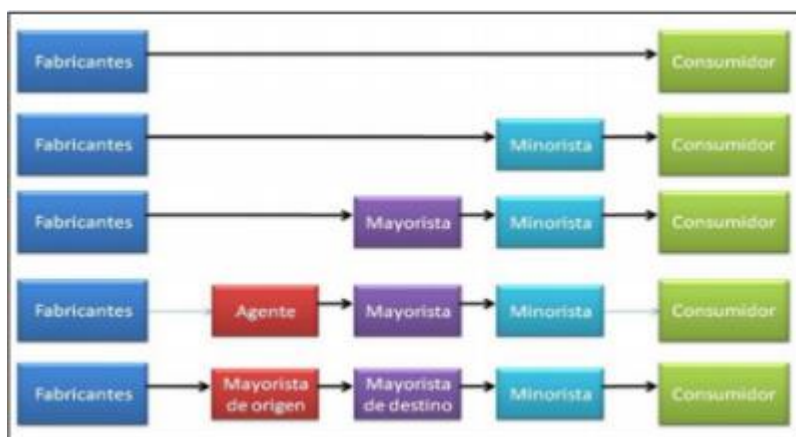 Fabricantes
Consumidor
Fabricantes
Minorista
Consumidor
Fabricantes
Mayorista
Minorista
Consumidor
Fabricantes
Agente
Mayorista
Minorista
Consumidor
Fabricantes
Mayorista
de origen
Mayorista
de destino
Minorista
Consumidor